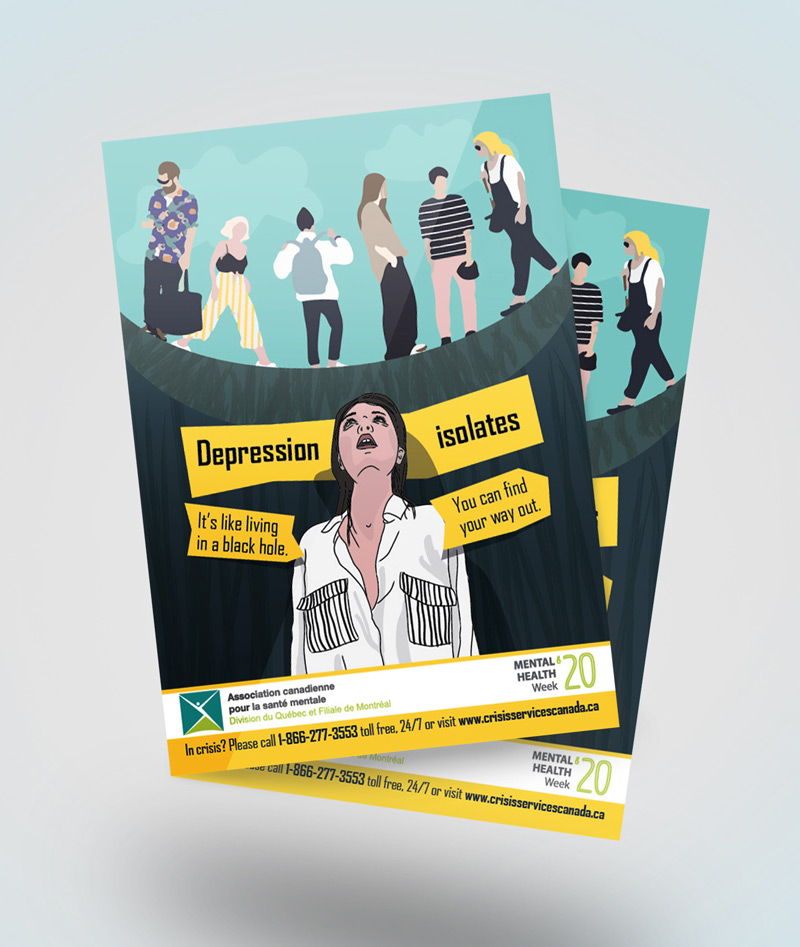 Depression isolates
It's like living
in a black hole.
You can find
your way out.
Association canadienne
pour la santé mentale
Division du Québec et Filiale de Montréal
MENTAL
HEALTH
Week '20
In crisis? Please call 1-866-277-3553 toll free, 24/7 or visit www.crisisservicescanada.ca
de Montréal
MENTAL
HEALTH
Week '20
call 1-866-277-3553 toll free, 24/7 or visit www.crisisservicescanada.ca